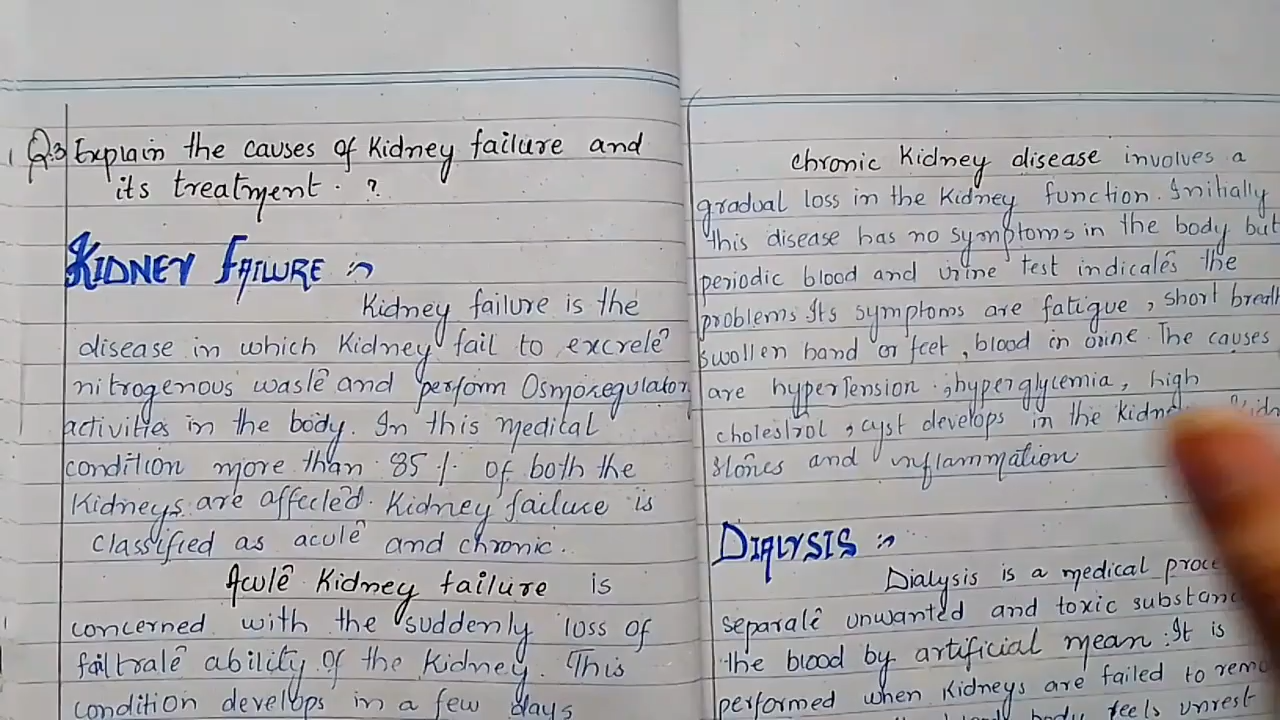 Q.3 Explain the causes of Kidney failure and
its treatment. ?
KIDNEY FAILURE :~
Kidney failure is the
disease in which Kidney fail to excrete
nitrogenous waste and perform Osmoregulatory
activities in the body. In this medical
condition more than 85 % of both the
Kidneys are affected. Kidney failure is
classified as acute and chronic.
Acute Kidney failure is
concerned with the suddenly loss of
failtrate ability of the Kidney. This
condition develops in a few days
chronic Kidney disease involves a
gradual loss in the Kidney function. Initially
this disease has no symptoms in the body but
periodic blood and urine test indicates the
problems Its symptoms are fatigue, short breath
swollen hand or feet, blood in urine. The causes
are hypertension, hyperglycemia, high
cholestrol, cyst develops in the
stones and inflammation
DIALYSIS :~
Dialysis is a medical
separate unwanted and toxic
the blood by artificial mean. It is
performed when Kidneys are failed to
body feels unrest